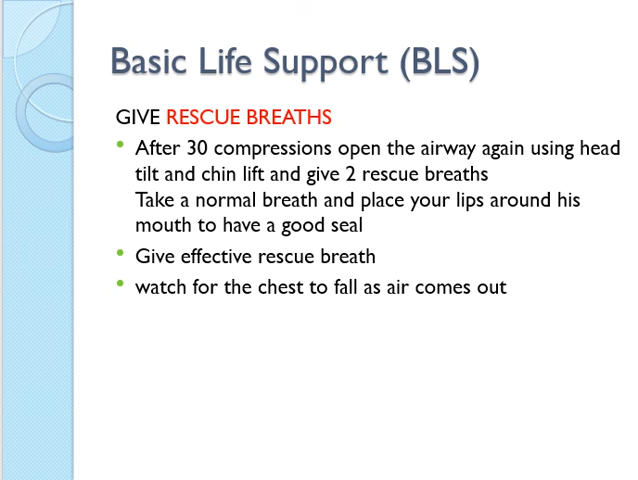 Basic Life Support (BLS)
GIVE RESCUE BREATHS
• After 30 compressions open the airway again using head
tilt and chin lift and give 2 rescue breaths
Take a normal breath and place your lips around his
mouth to have a good seal
• Give effective rescue breath
• watch for the chest to fall as air comes out